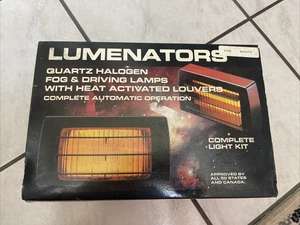 LUMENATORS
QUARTZ HALOGEN
FOG & DRIVING LAMPS
WITH HEAT ACTIVATED LOUVERS
COMPLETE AUTOMATIC OPERATION
COMPLETE
LIGHT KIT
APPROVED BY
ALL 50 STATES
AND CANADA.